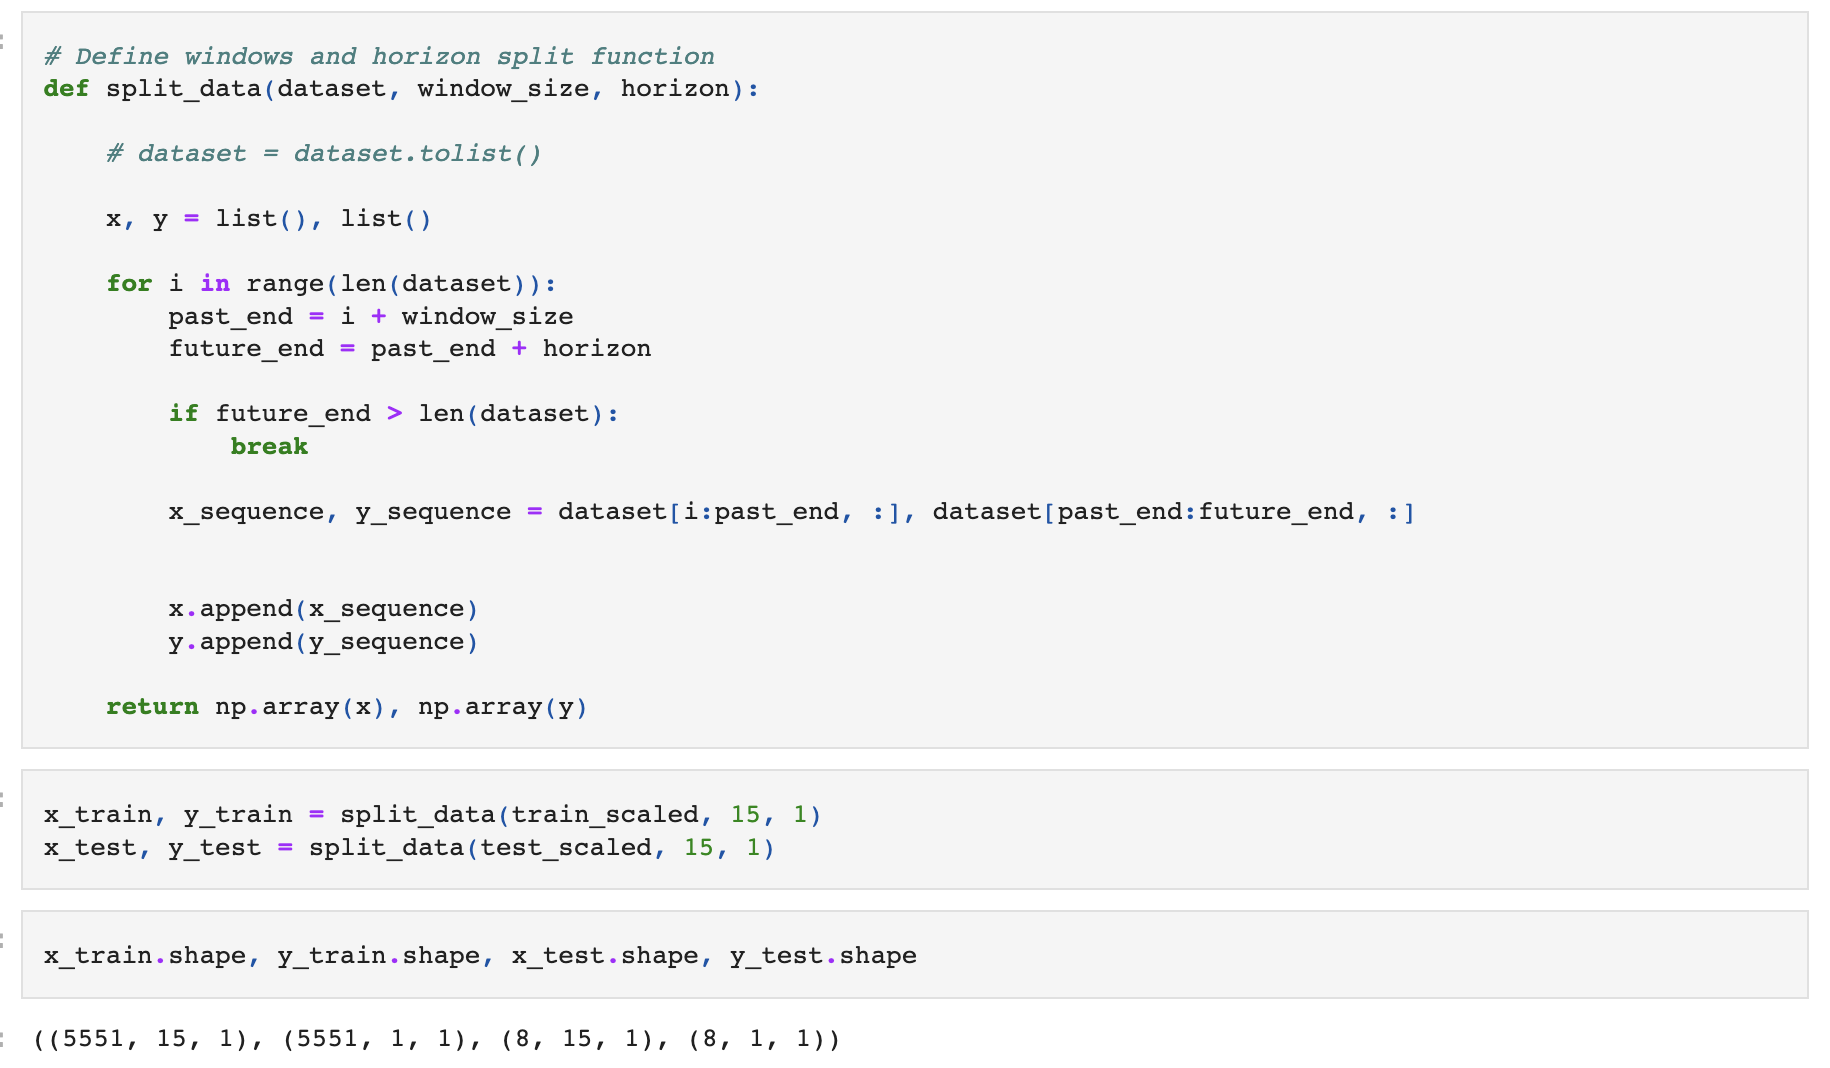 # Define windows and horizon split function
def split_data(dataset, window_size, horizon):
# dataset = dataset.tolist()
x, y = list(), list()
for i in range(len(dataset)):
past_end = i + window_size
future_end = past_end + horizon
if future_end > len(dataset):
break
x_sequence, y_sequence = dataset[i:past_end, :], dataset[past_end:future_end, :]
x.append(x_sequence)
y.append(y_sequence)
return np.array(x), np.array(y)
x_train, y_train = split_data(train_scaled, 15, 1)
x_test, y_test = split_data(test_scaled, 15, 1)
x_train.shape, y_train.shape, x_test.shape, y_test.shape
((5551, 15, 1), (5551, 1, 1), (8, 15, 1), (8, 1, 1))